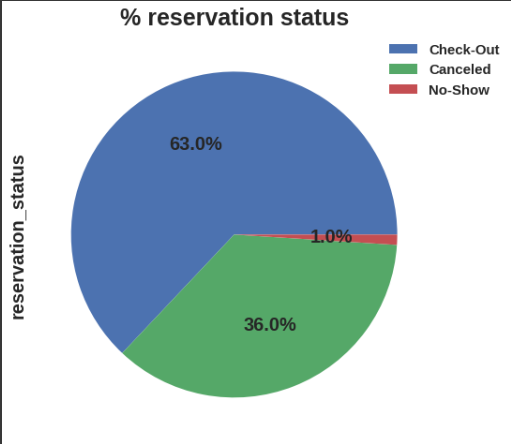 % reservation status
Check-Out
Canceled
No-Show
63.0%
1.0%
36.0%
reservation_status